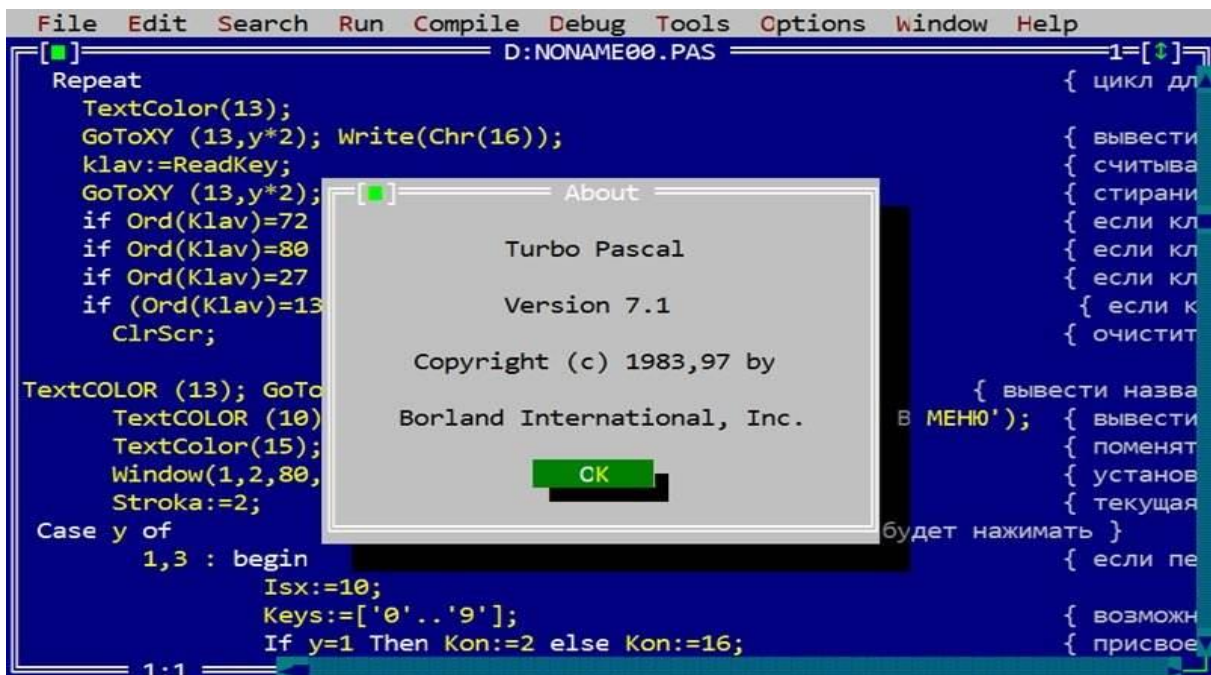 File Edit Search Run Compile Debug Tools Options Window Help
[■] D:NONAME00.PAS 1=[↕]
Repeat { цикл дл
TextColor(13);
GoToXY (13,y*2); Write(Chr(16)); { вывести
klav:=ReadKey; { считыва
GoToXY (13,y*2); { стирани
if Ord(Klav)=72 { если кл
if Ord(Klav)=80 { если кл
if Ord(Klav)=27 { если кл
if (Ord(Klav)=13 { если к
ClrScr; { очистит
TextCOLOR (13); GoTo { вывести назва
TextCOLOR (10) В МЕНЮ'); { вывести
TextColor(15); { поменят
Window(1,2,80, { установ
Stroka:=2; { текущая
Case y of будет нажимать }
1,3 : begin { если пе
Isx:=10;
Keys:=['0'..'9']; { возможн
If y=1 Then Kon:=2 else Kon:=16; { присвое
1:1
[■] About
Turbo Pascal
Version 7.1
Copyright (c) 1983,97 by
Borland International, Inc.
OK